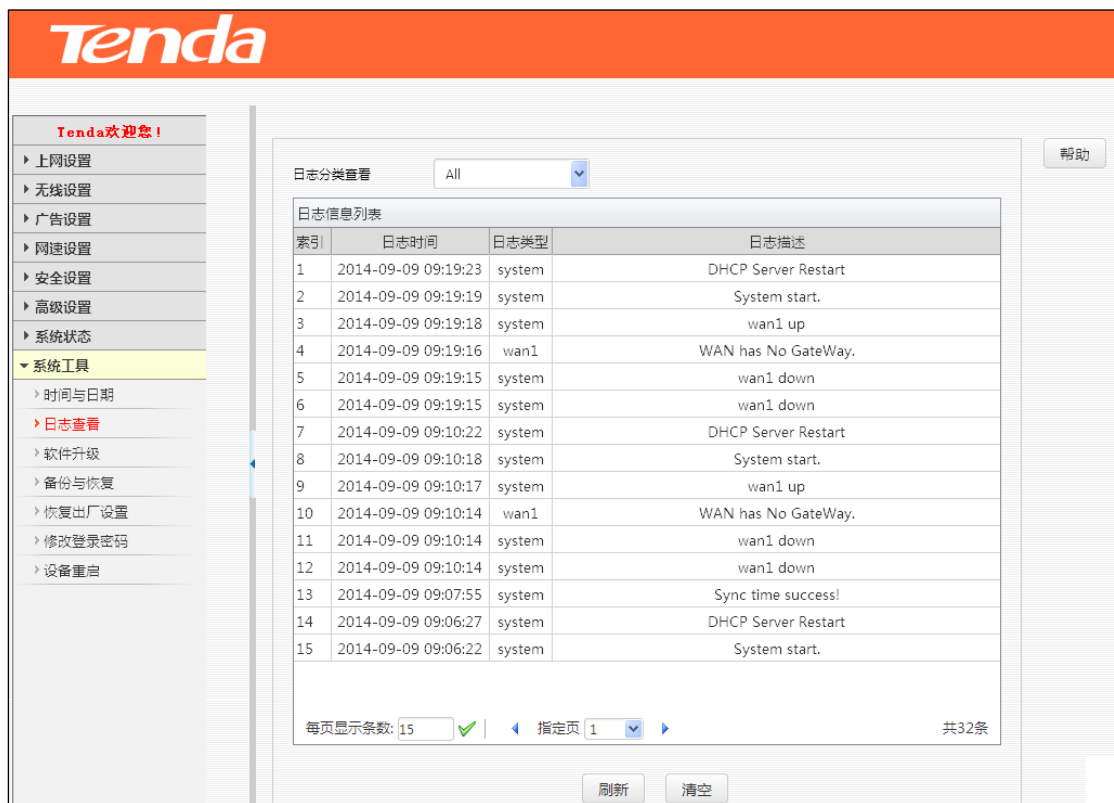 Tenda
Tenda欢迎您!
上网设置
无线设置
广告设置
网速设置
安全设置
高级设置
系统状态
系统工具
时间与日期
日志查看
软件升级
备份与恢复
恢复出厂设置
修改登录密码
设备重启
帮助
日志分类查看 All
日志信息列表
索引 日志时间 日志类型 日志描述
1 2014-09-09 09:19:23 system DHCP Server Restart
2 2014-09-09 09:19:19 system System start.
3 2014-09-09 09:19:18 system wan1 up
4 2014-09-09 09:19:16 wan1 WAN has No GateWay.
5 2014-09-09 09:19:15 system wan1 down
6 2014-09-09 09:19:15 system wan1 down
7 2014-09-09 09:10:22 system DHCP Server Restart
8 2014-09-09 09:10:18 system System start.
9 2014-09-09 09:10:17 system wan1 up
10 2014-09-09 09:10:14 wan1 WAN has No GateWay.
11 2014-09-09 09:10:14 system wan1 down
12 2014-09-09 09:10:14 system wan1 down
13 2014-09-09 09:07:55 system Sync time success!
14 2014-09-09 09:06:27 system DHCP Server Restart
15 2014-09-09 09:06:22 system System start.
每页显示条数: 15 指定页 1 共32条
刷新 清空